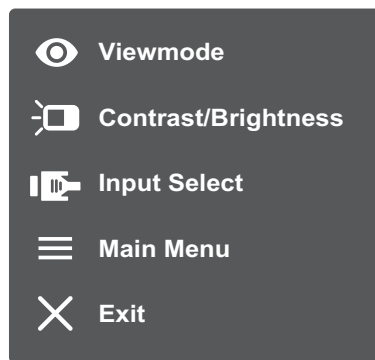 Viewmode
Contrast/Brightness
Input Select
Main Menu
Exit